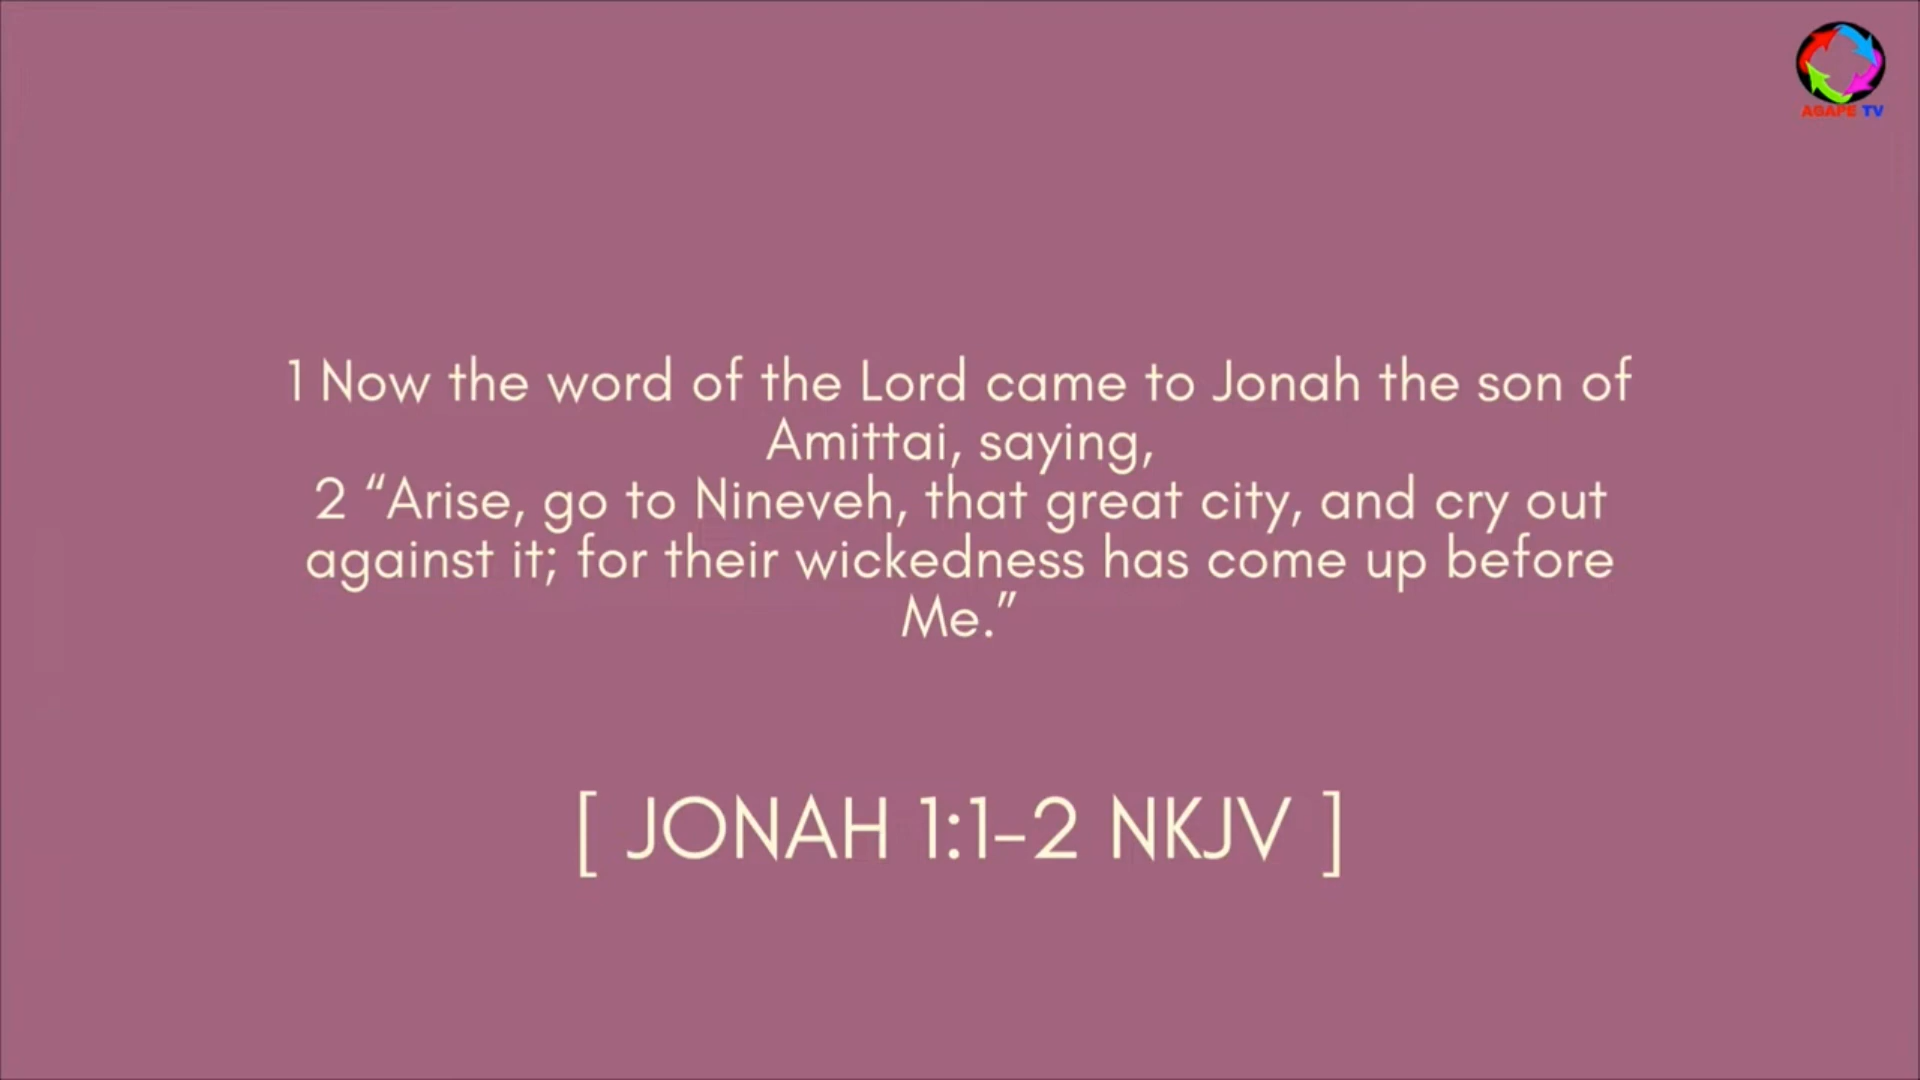 AGAPE TV
1 Now the word of the Lord came to Jonah the son of
Amittai, saying,
2 “Arise, go to Nineveh, that great city, and cry out
against it; for their wickedness has come up before
Me.”
[ JONAH 1:1-2 NKJV ]